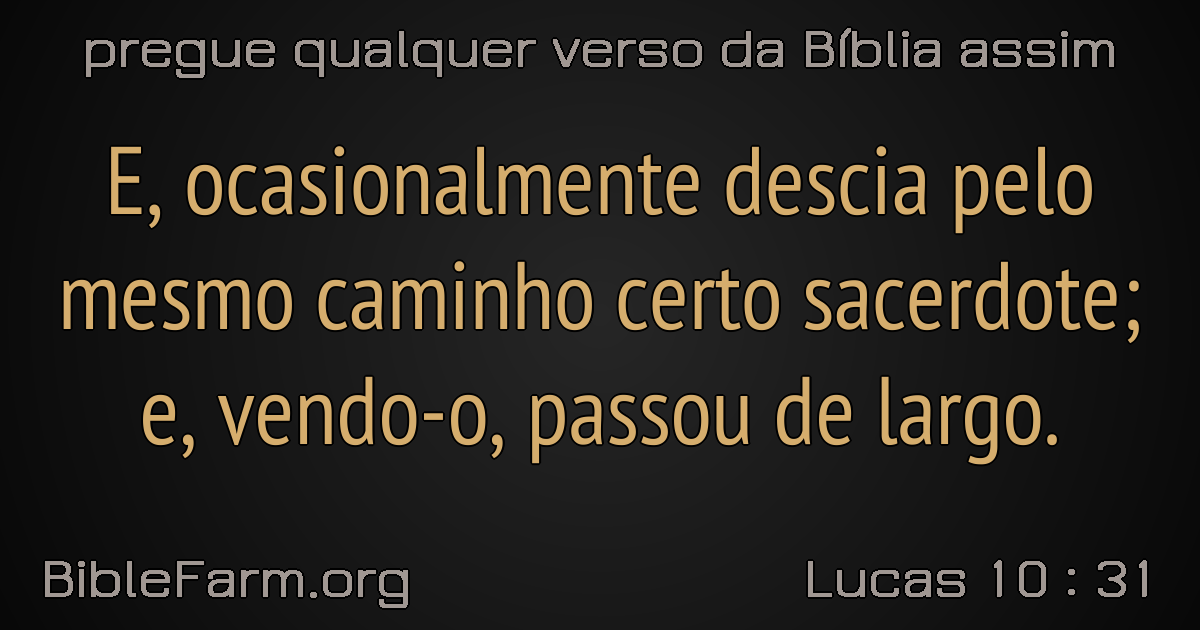 pregue qualquer verso da Bíblia assim
E, ocasionalmente descia pelo
mesmo caminho certo sacerdote;
e, vendo-o, passou de largo.
BibleFarm.org
Lucas 10 : 31